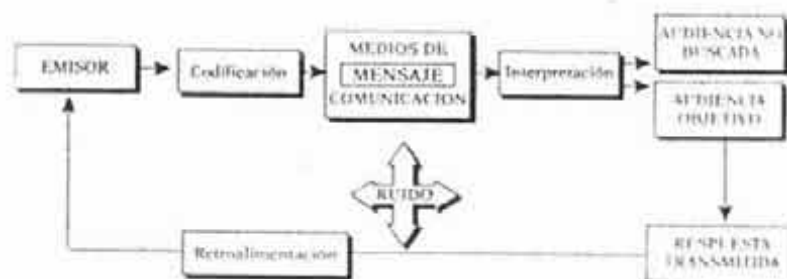 EMISOR
Codificación
MEDIOS DE
MENSAJE
COMUNICACION
Interpretación
AUDIENCIA NO
BUSCADA
AUDIENCIA
OBJETIVO
RUIDO
Retroalimentación
RESPUESTA
TRANSMITIDA